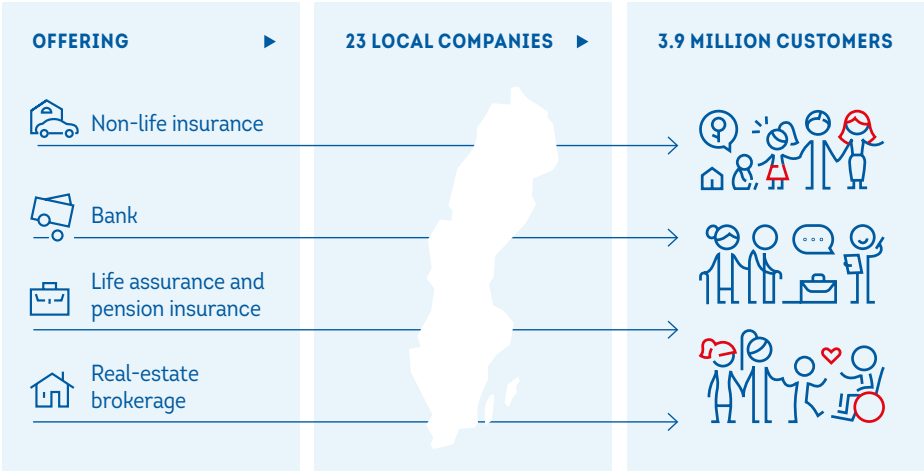 OFFERING
23 LOCAL COMPANIES
3.9 MILLION CUSTOMERS
Non-life insurance
Bank
Life assurance and
pension insurance
Real-estate
brokerage